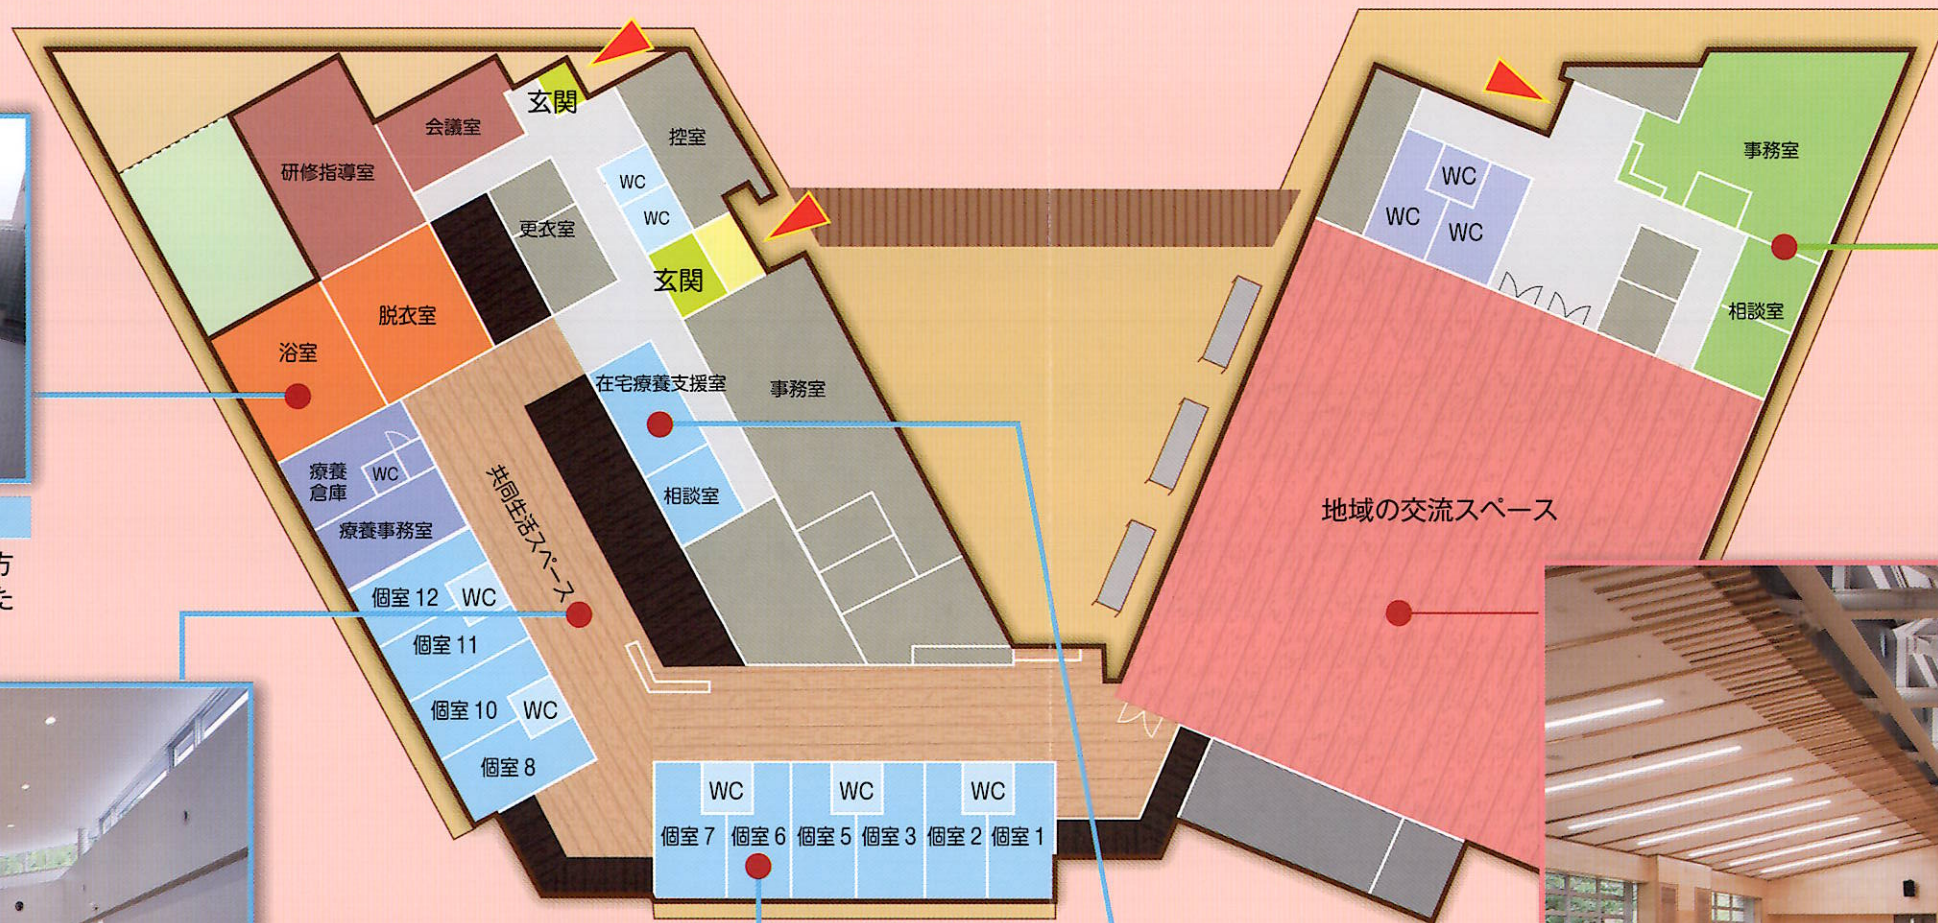 玄関
会議室
控室
研修指導室
WC
WC
更衣室
玄関
脱衣室
浴室
在宅療養支援室
事務室
相談室
療養
倉庫
WC
療養事務室
共同生活スペース
個室 12
WC
個室 11
個室 10
WC
個室 8
WC
WC
WC
個室 7
個室 6
個室 5
個室 3
個室 2
個室 1
事務室
WC
WC
WC
相談室
地域の交流スペース
方
た